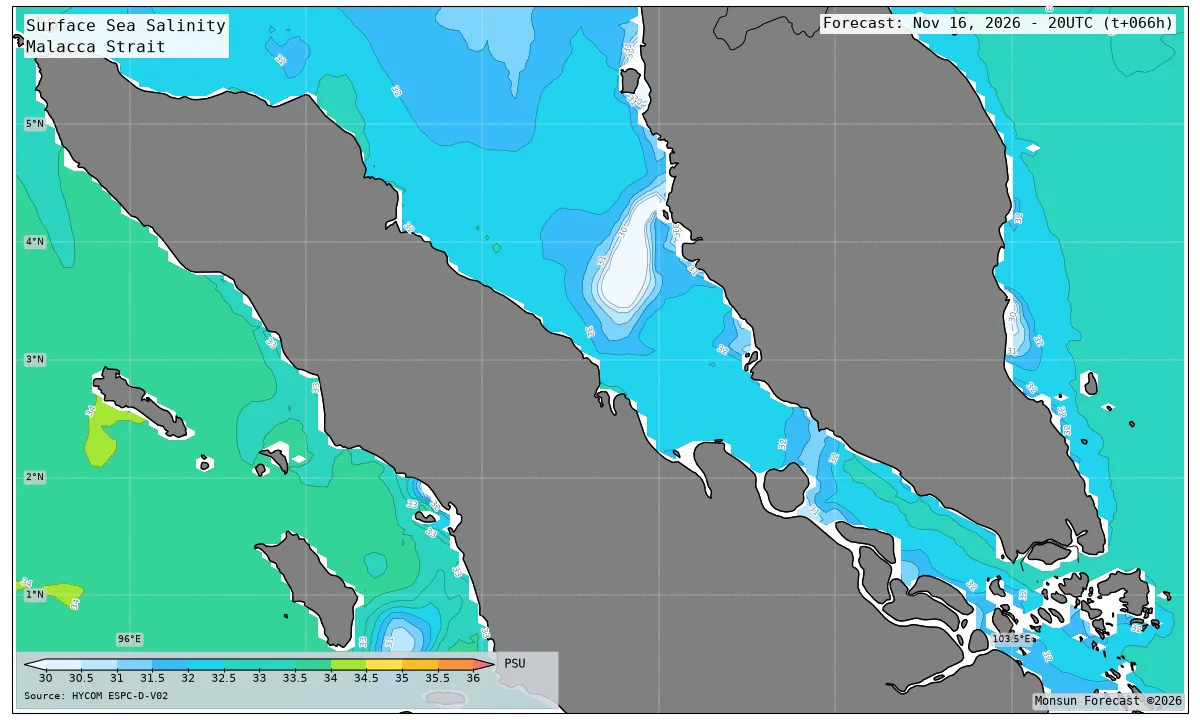 Surface Sea Salinity
Malacca Strait
Forecast: Nov 16, 2026 - 20UTC (t+066h)
5°N
4°N
3°N
2°N
1°N
96°E
103.5°E
30 30.5 31 31.5 32 32.5 33 33.5 34 34.5 35 35.5 36
PSU
Source: HYCOM ESPC-D-V02
Monsun Forecast ©2026